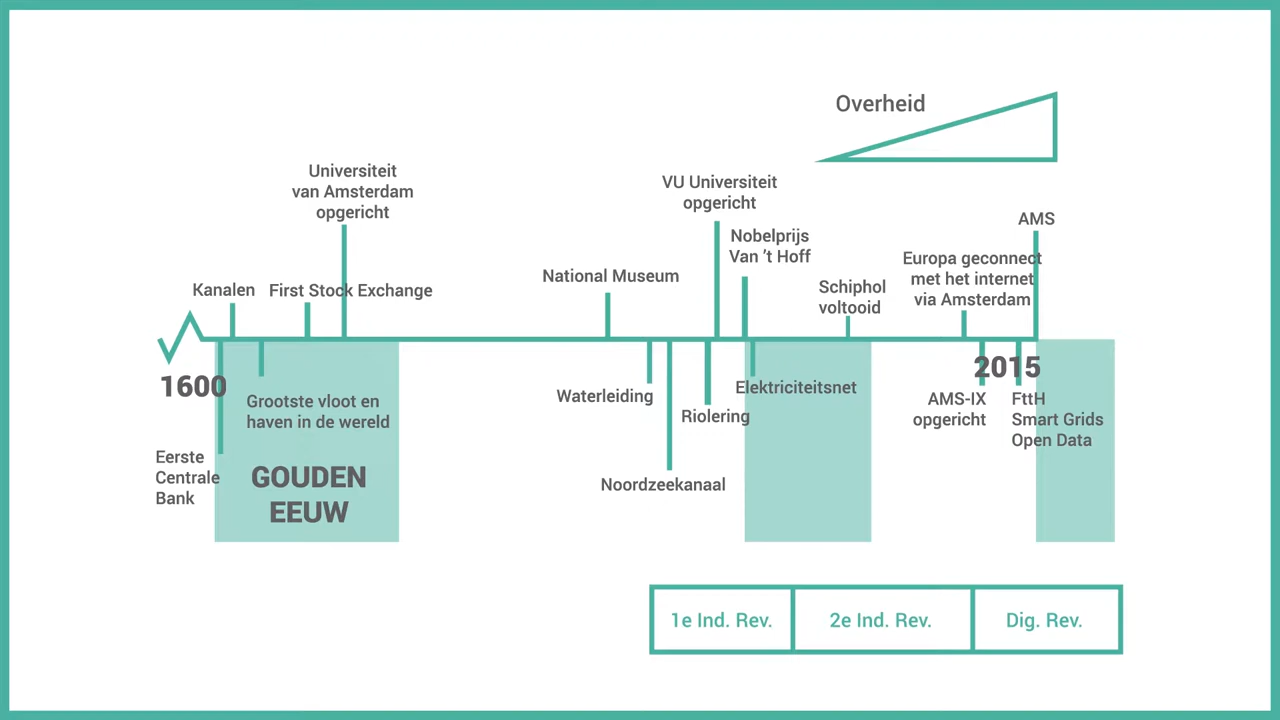 Overheid
Universiteit
van Amsterdam
opgericht
VU Universiteit
opgericht
AMS
Nobelprijs
Van 't Hoff
Europa geconnect
met het internet
via Amsterdam
National Museum
Schiphol
voltooid
Kanalen
First Stock Exchange
1600
2015
Grootste vloot en
haven in de wereld
Waterleiding
Elektriciteitsnet
Riolering
AMS-IX
opgericht
FttH
Smart Grids
Open Data
Eerste
Centrale
Bank
GOUDEN
EEUW
Noordzeekanaal
1e Ind. Rev.
2e Ind. Rev.
Dig. Rev.